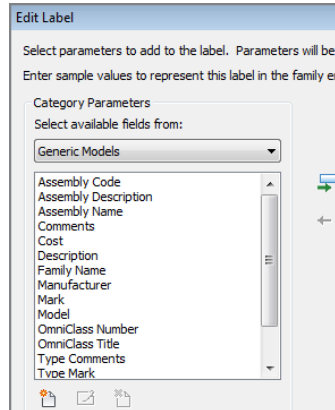 Edit Label
Select parameters to add to the label.  Parameters will be
Enter sample values to represent this label in the family e
Category Parameters
Select available fields from:
Generic Models
Assembly Code
Assembly Description
Assembly Name
Comments
Cost
Description
Family Name
Manufacturer
Mark
Model
OmniClass Number
OmniClass Title
Type Comments
Type Mark